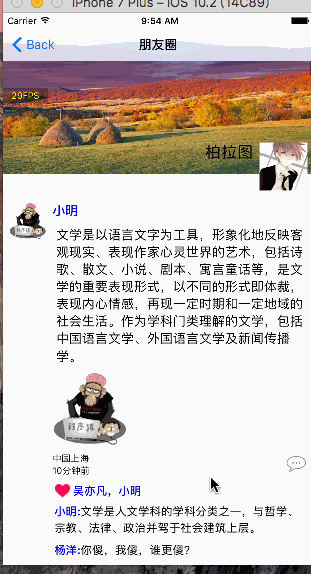 iPhone 7 Plus – iOS 10.2 (14C89)
Carrier
9:54 AM
Back
朋友圈
29FPS
柏拉图
小明
文学是以语言文字为工具，形象化地反映客
观现实、表现作家心灵世界的艺术，包括诗
歌、散文、小说、剧本、寓言童话等，是文
学的重要表现形式，以不同的形式即体裁，
表现内心情感，再现一定时期和一定地域的
社会生活。作为学科门类理解的文学，包括
中国语言文学、外国语言文学及新闻传播
学。
程序猿
中国上海
10分钟前
吴亦凡，小明
小明:文学是人文学科的学科分类之一，与哲学、
宗教、法律、政治并驾于社会建筑上层。
杨洋:你傻，我傻，谁更傻？